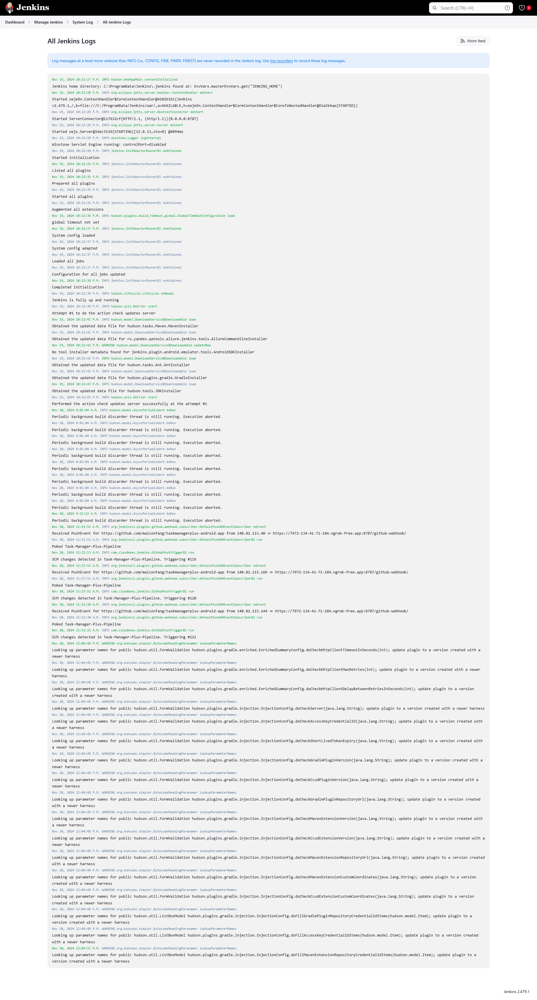 Jenkins
Search (CTRL+K)
1
Dashboard
Manage Jenkins
System Log
All Jenkins Logs
All Jenkins Logs
Atom feed
Log messages at a level more verbose than INFO (i.e., CONFIG, FINE, FINER, FINEST) are never recorded in the Jenkins log. Use log recorders to record these log messages.
Nov 19, 2024 10:22:27 P.M. INFO hudson.WebAppMain contextInitialized
Jenkins home directory: C:\ProgramData\Jenkins\.jenkins found at: EnvVars.masterEnvVars.get("JENKINS_HOME")
Nov 19, 2024 10:22:28 P.M. INFO org.eclipse.jetty.server.handler.ContextHandler doStart
Started oeje9n.ContextHandler$CoreContextHandler@4102b1b1{Jenkins
v2.479.1,/,b=file:///C:/ProgramData/Jenkins/war/,a=AVAILABLE,h=oeje9n.ContextHandler$CoreContextHandler$CoreToNestedHandler@61a5b4ae{STARTED}}
Nov 19, 2024 10:22:28 P.M. INFO org.eclipse.jetty.server.AbstractConnector doStart
Started ServerConnector@117632cf{HTTP/1.1, (http/1.1)}{0.0.0.0:8787}
Nov 19, 2024 10:22:28 P.M. INFO org.eclipse.jetty.server.Server doStart
Started oejs.Server@16ec5519{STARTING}[12.0.13,sto=0] @4094ms
Nov 19, 2024 10:22:28 P.M. INFO winstone.Logger logInternal
Winstone Servlet Engine running: controlPort=disabled
Nov 19, 2024 10:22:28 P.M. INFO jenkins.InitReactorRunner$1 onAttained
Started initialization
Nov 19, 2024 10:22:29 P.M. INFO jenkins.InitReactorRunner$1 onAttained
Listed all plugins
Nov 19, 2024 10:22:35 P.M. INFO jenkins.InitReactorRunner$1 onAttained
Prepared all plugins
Nov 19, 2024 10:22:35 P.M. INFO jenkins.InitReactorRunner$1 onAttained
Started all plugins
Nov 19, 2024 10:22:35 P.M. INFO jenkins.InitReactorRunner$1 onAttained
Augmented all extensions
Nov 19, 2024 10:22:36 P.M. INFO hudson.plugins.build_timeout.global.GlobalTimeOutConfiguration load
global timeout not set
Nov 19, 2024 10:22:37 P.M. INFO jenkins.InitReactorRunner$1 onAttained
System config loaded
Nov 19, 2024 10:22:37 P.M. INFO jenkins.InitReactorRunner$1 onAttained
System config adapted
Nov 19, 2024 10:22:37 P.M. INFO jenkins.InitReactorRunner$1 onAttained
Loaded all jobs
Nov 19, 2024 10:22:37 P.M. INFO jenkins.InitReactorRunner$1 onAttained
Configuration for all jobs updated
Nov 19, 2024 10:22:38 P.M. INFO jenkins.InitReactorRunner$1 onAttained
Completed initialization
Nov 19, 2024 10:22:38 P.M. INFO hudson.lifecycle.Lifecycle onReady
Jenkins is fully up and running
Nov 19, 2024 10:22:38 P.M. INFO hudson.util.Retrier start
Attempt #1 to do the action check updates server
Nov 19, 2024 10:22:41 P.M. INFO hudson.model.DownloadService$Downloadable load
Obtained the updated data file for hudson.tasks.Maven.MavenInstaller
Nov 19, 2024 10:22:41 P.M. INFO hudson.model.DownloadService$Downloadable load
Obtained the updated data file for ru.yandex.qatools.allure.jenkins.tools.AllureCommandlineInstaller
Nov 19, 2024 10:22:42 P.M. WARNING hudson.model.DownloadService$Downloadable updateNow
No tool installer metadata found for jenkins.plugin.android.emulator.tools.AndroidSDKInstaller
Nov 19, 2024 10:22:42 P.M. INFO hudson.model.DownloadService$Downloadable load
Obtained the updated data file for hudson.tasks.Ant.AntInstaller
Nov 19, 2024 10:22:42 P.M. INFO hudson.model.DownloadService$Downloadable load
Obtained the updated data file for hudson.plugins.gradle.GradleInstaller
Nov 19, 2024 10:22:43 P.M. INFO hudson.model.DownloadService$Downloadable load
Obtained the updated data file for hudson.tools.JDKInstaller
Nov 19, 2024 10:22:43 P.M. INFO hudson.util.Retrier start
Performed the action check updates server successfully at the attempt #1
Nov 20, 2024 8:01:04 A.M. INFO hudson.model.AsyncPeriodicWork doRun
Periodic background build discarder thread is still running. Execution aborted.
Nov 20, 2024 8:01:04 A.M. INFO hudson.model.AsyncPeriodicWork doRun
Periodic background build discarder thread is still running. Execution aborted.
Nov 20, 2024 8:01:04 A.M. INFO hudson.model.AsyncPeriodicWork doRun
Periodic background build discarder thread is still running. Execution aborted.
Nov 20, 2024 8:01:04 A.M. INFO hudson.model.AsyncPeriodicWork doRun
Periodic background build discarder thread is still running. Execution aborted.
Nov 20, 2024 8:01:04 A.M. INFO hudson.model.AsyncPeriodicWork doRun
Periodic background build discarder thread is still running. Execution aborted.
Nov 20, 2024 8:01:04 A.M. INFO hudson.model.AsyncPeriodicWork doRun
Periodic background build discarder thread is still running. Execution aborted.
Nov 20, 2024 8:01:04 A.M. INFO hudson.model.AsyncPeriodicWork doRun
Periodic background build discarder thread is still running. Execution aborted.
Nov 20, 2024 8:01:04 A.M. INFO hudson.model.AsyncPeriodicWork doRun
Periodic background build discarder thread is still running. Execution aborted.
Nov 20, 2024 9:53:22 A.M. INFO hudson.model.AsyncPeriodicWork doRun
Periodic background build discarder thread is still running. Execution aborted.
Nov 20, 2024 11:21:52 A.M. INFO org.jenkinsci.plugins.github.webhook.subscriber.DefaultPushGHEventSubscriber onEvent
Received PushEvent for https://github.com/maiconfang/taskmanagerplus-android-app from 140.82.115.40 ⇒ https://7972-134-41-71-184.ngrok-free.app:8787/github-webhook/
Nov 20, 2024 11:21:52 A.M. INFO org.jenkinsci.plugins.github.webhook.subscriber.DefaultPushGHEventSubscriber$1 run
Poked Task-Manager-Plus-Pipeline
Nov 20, 2024 11:21:53 A.M. INFO com.cloudbees.jenkins.GitHubPushTrigger$1 run
SCM changes detected in Task-Manager-Plus-Pipeline. Triggering #119
Nov 20, 2024 11:27:51 A.M. INFO org.jenkinsci.plugins.github.webhook.subscriber.DefaultPushGHEventSubscriber onEvent
Received PushEvent for https://github.com/maiconfang/taskmanagerplus-android-app from 140.82.115.169 ⇒ https://7972-134-41-71-184.ngrok-free.app:8787/github-webhook/
Nov 20, 2024 11:27:51 A.M. INFO org.jenkinsci.plugins.github.webhook.subscriber.DefaultPushGHEventSubscriber$1 run
Poked Task-Manager-Plus-Pipeline
Nov 20, 2024 11:27:52 A.M. INFO com.cloudbees.jenkins.GitHubPushTrigger$1 run
SCM changes detected in Task-Manager-Plus-Pipeline. Triggering #120
Nov 20, 2024 11:52:30 A.M. INFO org.jenkinsci.plugins.github.webhook.subscriber.DefaultPushGHEventSubscriber onEvent
Received PushEvent for https://github.com/maiconfang/taskmanagerplus-android-app from 140.82.115.144 ⇒ https://7972-134-41-71-184.ngrok-free.app:8787/github-webhook/
Nov 20, 2024 11:52:30 A.M. INFO org.jenkinsci.plugins.github.webhook.subscriber.DefaultPushGHEventSubscriber$1 run
Poked Task-Manager-Plus-Pipeline
Nov 20, 2024 11:52:31 A.M. INFO com.cloudbees.jenkins.GitHubPushTrigger$1 run
SCM changes detected in Task-Manager-Plus-Pipeline. Triggering #121
Nov 20, 2024 12:04:48 P.M. WARNING org.kohsuke.stapler.BytecodeReadingParanamer lookupParameterNames
Looking up parameter names for public hudson.util.FormValidation hudson.plugins.gradle.enriched.EnrichedSummaryConfig.doCheckHttpClientTimeoutInSeconds(int); update plugin to a version created with a
newer harness
Nov 20, 2024 12:04:48 P.M. WARNING org.kohsuke.stapler.BytecodeReadingParanamer lookupParameterNames
Looking up parameter names for public hudson.util.FormValidation hudson.plugins.gradle.enriched.EnrichedSummaryConfig.doCheckHttpClientMaxRetries(int); update plugin to a version created with a newer
harness
Nov 20, 2024 12:04:48 P.M. WARNING org.kohsuke.stapler.BytecodeReadingParanamer lookupParameterNames
Looking up parameter names for public hudson.util.FormValidation hudson.plugins.gradle.enriched.EnrichedSummaryConfig.doCheckHttpClientDelayBetweenRetriesInSeconds(int); update plugin to a version
created with a newer harness
Nov 20, 2024 12:04:48 P.M. WARNING org.kohsuke.stapler.BytecodeReadingParanamer lookupParameterNames
Looking up parameter names for public hudson.util.FormValidation hudson.plugins.gradle.injection.InjectionConfig.doCheckServer(java.lang.String); update plugin to a version created with a newer harness
Nov 20, 2024 12:04:48 P.M. WARNING org.kohsuke.stapler.BytecodeReadingParanamer lookupParameterNames
Looking up parameter names for public hudson.util.FormValidation hudson.plugins.gradle.injection.InjectionConfig.doCheckAccessKeyCredentialId(java.lang.String); update plugin to a version created with
a newer harness
Nov 20, 2024 12:04:48 P.M. WARNING org.kohsuke.stapler.BytecodeReadingParanamer lookupParameterNames
Looking up parameter names for public hudson.util.FormValidation hudson.plugins.gradle.injection.InjectionConfig.doCheckShortLivedTokenExpiry(java.lang.String); update plugin to a version created with
a newer harness
Nov 20, 2024 12:04:48 P.M. WARNING org.kohsuke.stapler.BytecodeReadingParanamer lookupParameterNames
Looking up parameter names for public hudson.util.FormValidation hudson.plugins.gradle.injection.InjectionConfig.doCheckGradlePluginVersion(java.lang.String); update plugin to a version created with a
newer harness
Nov 20, 2024 12:04:48 P.M. WARNING org.kohsuke.stapler.BytecodeReadingParanamer lookupParameterNames
Looking up parameter names for public hudson.util.FormValidation hudson.plugins.gradle.injection.InjectionConfig.doCheckCcudPluginVersion(java.lang.String); update plugin to a version created with a
newer harness
Nov 20, 2024 12:04:48 P.M. WARNING org.kohsuke.stapler.BytecodeReadingParanamer lookupParameterNames
Looking up parameter names for public hudson.util.FormValidation hudson.plugins.gradle.injection.InjectionConfig.doCheckGradlePluginRepositoryUrl(java.lang.String); update plugin to a version created
with a newer harness
Nov 20, 2024 12:04:48 P.M. WARNING org.kohsuke.stapler.BytecodeReadingParanamer lookupParameterNames
Looking up parameter names for public hudson.util.FormValidation hudson.plugins.gradle.injection.InjectionConfig.doCheckMavenExtensionVersion(java.lang.String); update plugin to a version created with
a newer harness
Nov 20, 2024 12:04:48 P.M. WARNING org.kohsuke.stapler.BytecodeReadingParanamer lookupParameterNames
Looking up parameter names for public hudson.util.FormValidation hudson.plugins.gradle.injection.InjectionConfig.doCheckCcudExtensionVersion(java.lang.String); update plugin to a version created with a
newer harness
Nov 20, 2024 12:04:48 P.M. WARNING org.kohsuke.stapler.BytecodeReadingParanamer lookupParameterNames
Looking up parameter names for public hudson.util.FormValidation hudson.plugins.gradle.injection.InjectionConfig.doCheckMavenExtensionRepositoryUrl(java.lang.String); update plugin to a version created
with a newer harness
Nov 20, 2024 12:04:48 P.M. WARNING org.kohsuke.stapler.BytecodeReadingParanamer lookupParameterNames
Looking up parameter names for public hudson.util.FormValidation hudson.plugins.gradle.injection.InjectionConfig.doCheckMavenExtensionCustomCoordinates(java.lang.String); update plugin to a version
created with a newer harness
Nov 20, 2024 12:04:48 P.M. WARNING org.kohsuke.stapler.BytecodeReadingParanamer lookupParameterNames
Looking up parameter names for public hudson.util.FormValidation hudson.plugins.gradle.injection.InjectionConfig.doCheckCcudExtensionCustomCoordinates(java.lang.String); update plugin to a version
created with a newer harness
Nov 20, 2024 12:04:48 P.M. WARNING org.kohsuke.stapler.BytecodeReadingParanamer lookupParameterNames
Looking up parameter names for public hudson.util.ListBoxModel hudson.plugins.gradle.injection.InjectionConfig.doFillGradlePluginRepositoryCredentialIdItems(hudson.model.Item); update plugin to a
version created with a newer harness
Nov 20, 2024 12:04:48 P.M. WARNING org.kohsuke.stapler.BytecodeReadingParanamer lookupParameterNames
Looking up parameter names for public hudson.util.ListBoxModel hudson.plugins.gradle.injection.InjectionConfig.doFillAccessKeyCredentialIdItems(hudson.model.Item); update plugin to a version created
with a newer harness
Nov 20, 2024 12:04:51 P.M. WARNING org.kohsuke.stapler.BytecodeReadingParanamer lookupParameterNames
Looking up parameter names for public hudson.util.ListBoxModel hudson.plugins.gradle.injection.InjectionConfig.doFillMavenExtensionRepositoryCredentialIdItems(hudson.model.Item); update plugin to a
version created with a newer harness
Jenkins 2.479.1